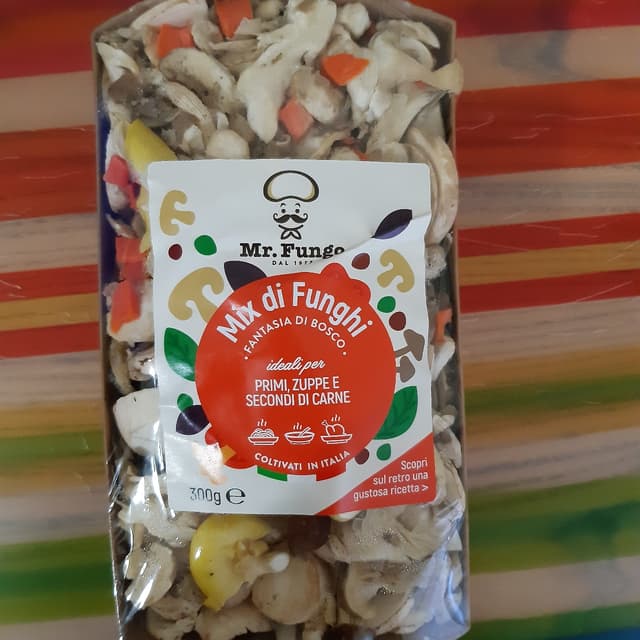 Mr. Fungo
DAL
Mix di Funghi
• FANTASIA DI BOSCO •
ideali per
PRIMI, ZUPPE E
SECONDI DI CARNE
COLTIVATI IN ITALIA
Scopri
sul retro una
gustosa ricetta >
300g e